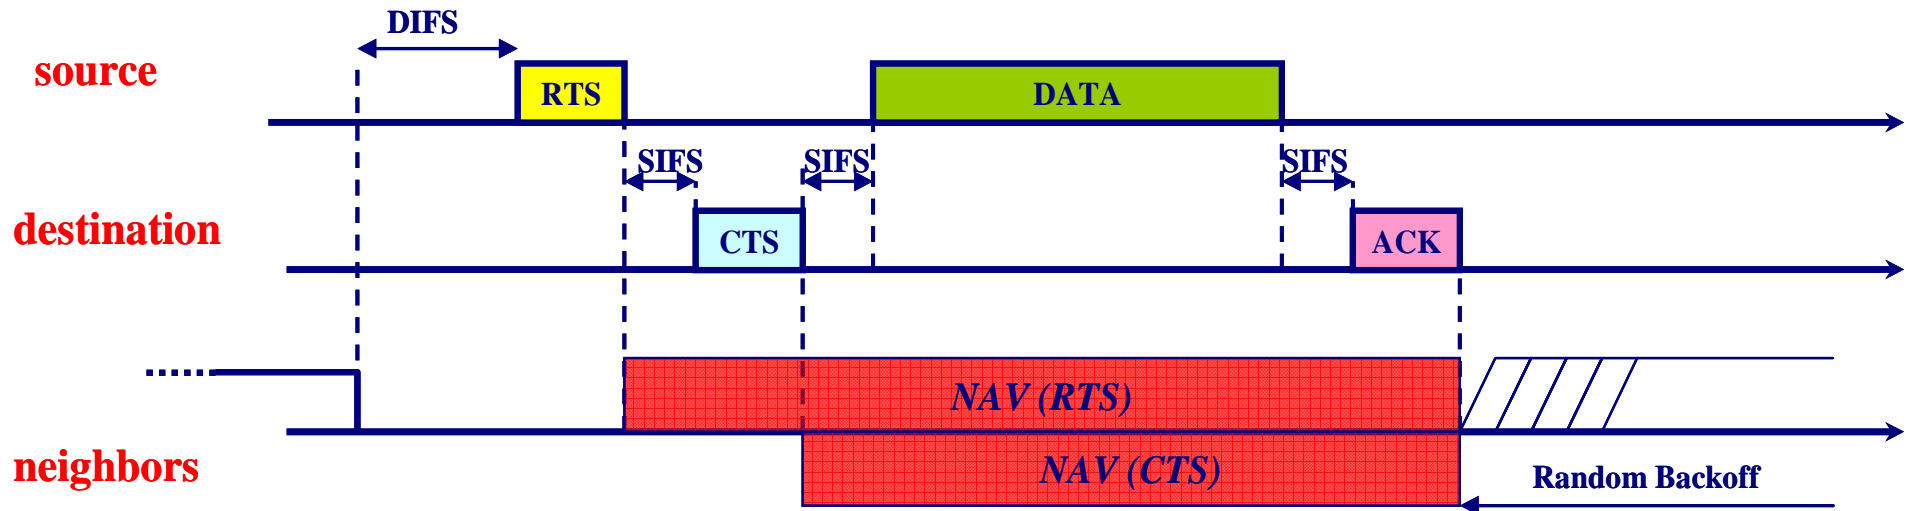 DIFS
source
RTS
DATA
SIFS
SIFS
SIFS
destination
CTS
ACK
NAV (RTS)
neighbors
NAV (CTS)
Random Backoff